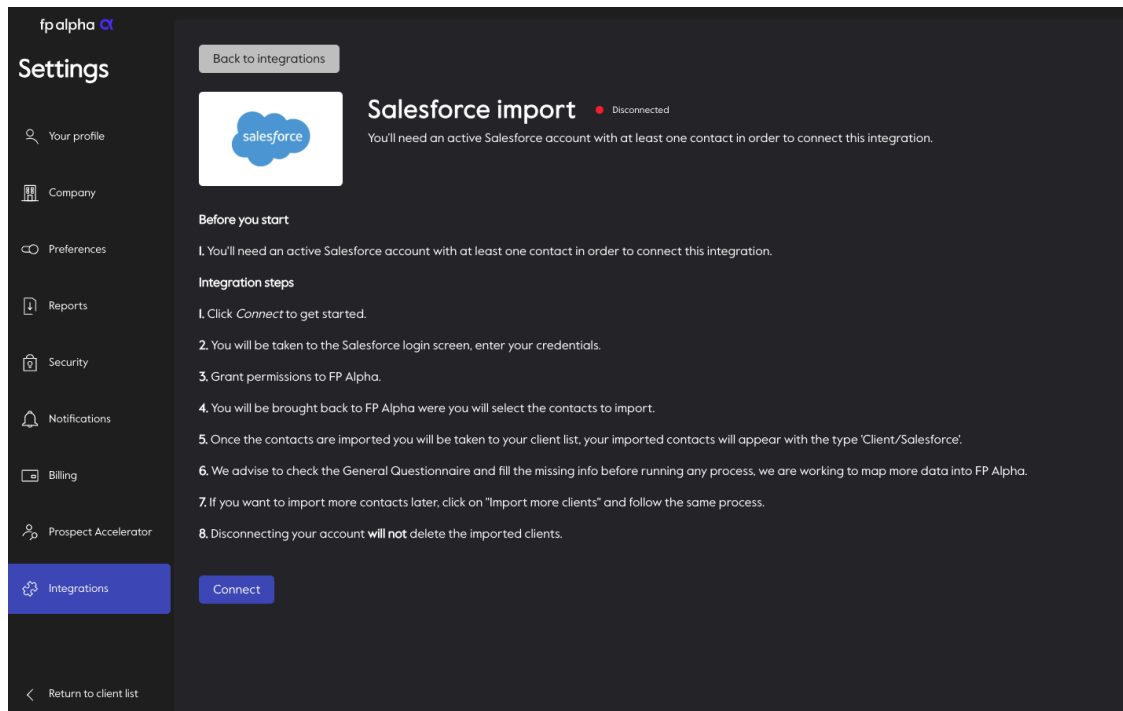 fp alpha
Settings
Your profile
Company
Preferences
Reports
Security
Notifications
Billing
Prospect Accelerator
Integrations
Return to client list
Back to integrations
salesforce
Salesforce import
Disconnected
You'll need an active Salesforce account with at least one contact in order to connect this integration.
Before you start
1. You'll need an active Salesforce account with at least one contact in order to connect this integration.
Integration steps
1. Click Connect to get started.
2. You will be taken to the Salesforce login screen, enter your credentials.
3. Grant permissions to FP Alpha.
4. You will be brought back to FP Alpha were you will select the contacts to import.
5. Once the contacts are imported you will be taken to your client list, your imported contacts will appear with the type 'Client/Salesforce'.
6. We advise to check the General Questionnaire and fill the missing info before running any process, we are working to map more data into FP Alpha.
7. If you want to import more contacts later, click on "Import more clients" and follow the same process.
8. Disconnecting your account will not delete the imported clients.
Connect